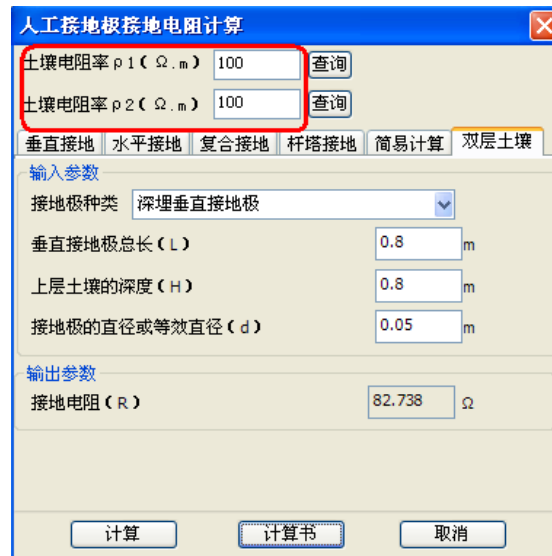 人工接地极接地电阻计算
土壤电阻率ρ1(Ω.m) 100 查询
土壤电阻率ρ2(Ω.m) 100 查询
垂直接地 水平接地 复合接地 杆塔接地 简易计算 双层土壤
输入参数
接地极种类 深埋垂直接地极
垂直接地极总长(L) 0.8 m
上层土壤的深度(H) 0.8 m
接地极的直径或等效直径(d) 0.05 m
输出参数
接地电阻(R) 82.738 Ω
计算 计算书 取消